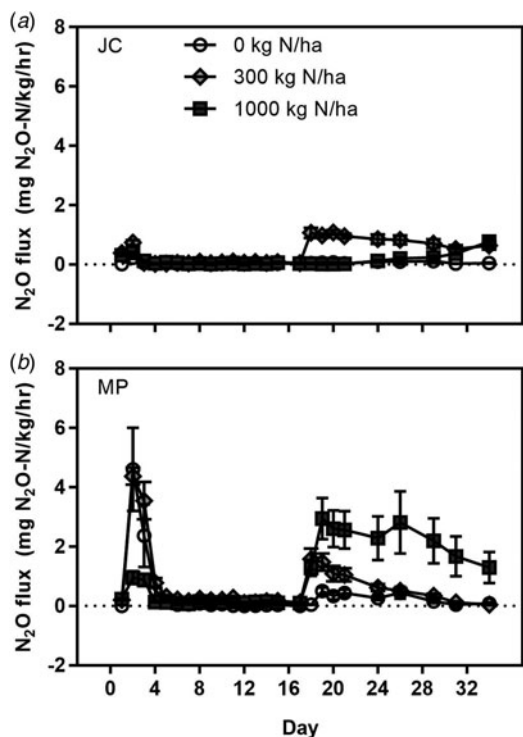 (a)
JC
0 kg N/ha
300 kg N/ha
1000 kg N/ha
N₂O flux (mg N₂O-N/kg/hr)
8
6
4
2
0
-2
(b)
MP
N₂O flux (mg N₂O-N/kg/hr)
8
6
4
2
0
-2
0 4 8 12 16 20 24 28 32
Day